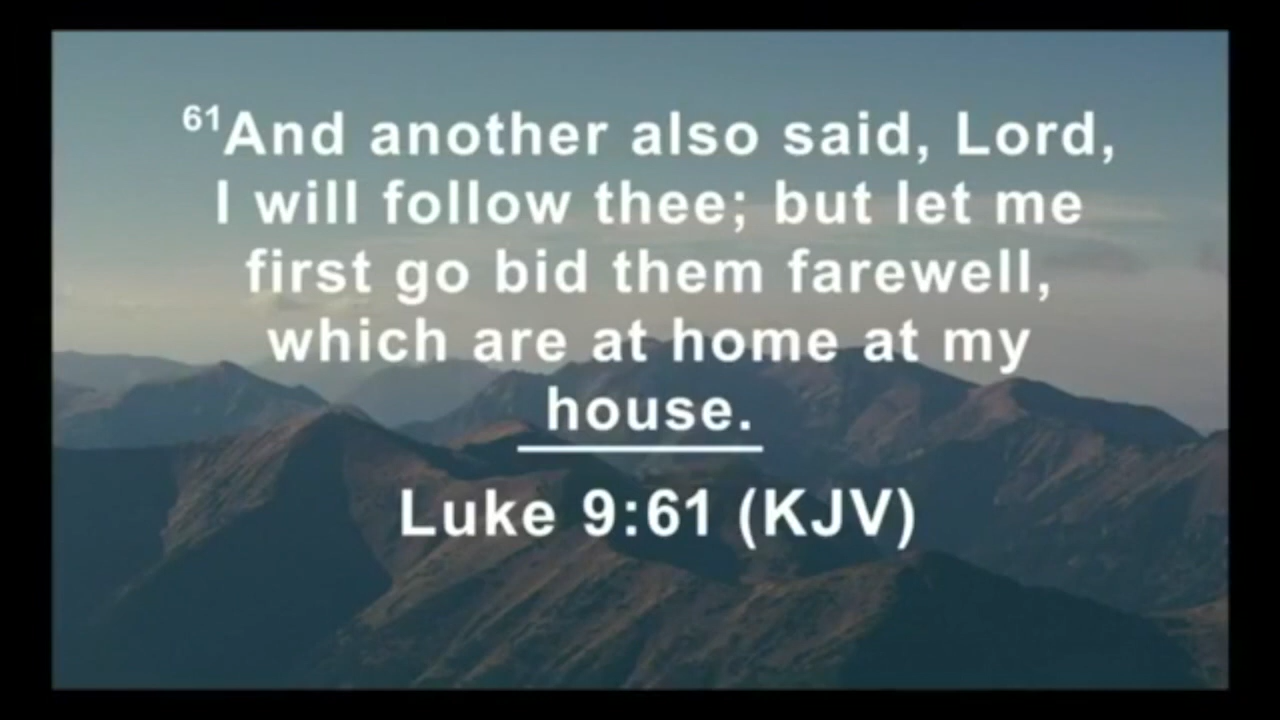 61And another also said, Lord,
I will follow thee; but let me
first go bid them farewell,
which are at home at my
house.
Luke 9:61 (KJV)